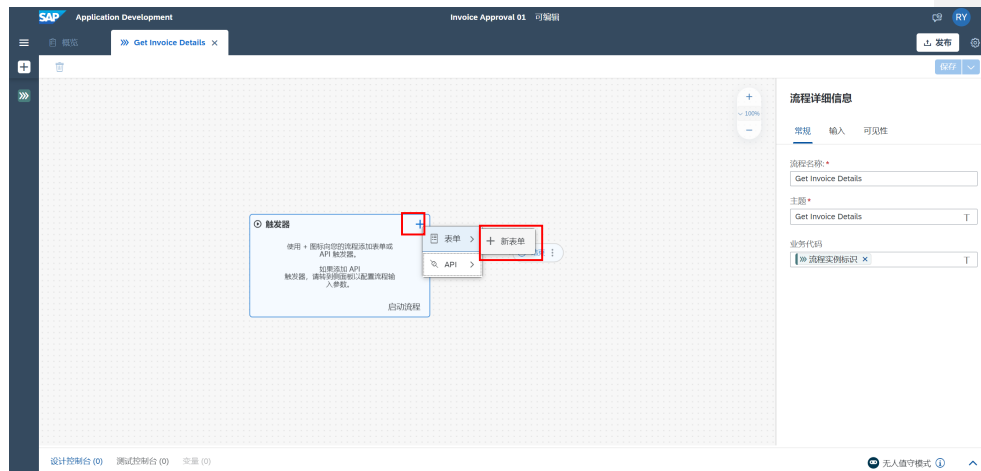 SAP Application Development Invoice Approval 01 可编辑 RY
概览 Get Invoice Details × 发布
保存
100%
流程详细信息
常规 输入 可见性
流程名称:*
Get Invoice Details
主题*
Get Invoice Details T
业务代码
流程实例标识 × T
触发器
使用 + 图标向您的流程添加表单或
API 触发器。
如果添加 API
触发器，请转到侧面板以配置流程输
入参数。
启动流程
表单
新表单
API
设计控制台 (0) 测试控制台 (0) 变量 (0) 无人值守模式